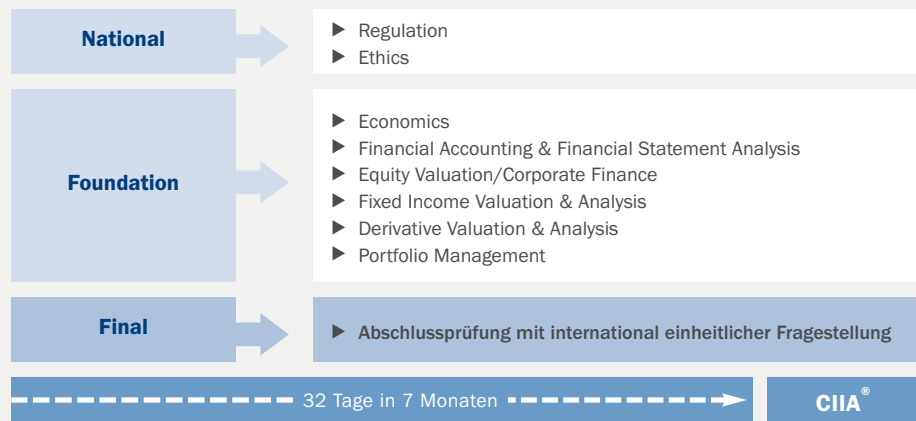 National
▶ Regulation
▶ Ethics
Foundation
▶ Economics
▶ Financial Accounting & Financial Statement Analysis
▶ Equity Valuation/Corporate Finance
▶ Fixed Income Valuation & Analysis
▶ Derivative Valuation & Analysis
▶ Portfolio Management
Final
▶ Abschlussprüfung mit international einheitlicher Fragestellung
32 Tage in 7 Monaten
CIIA®